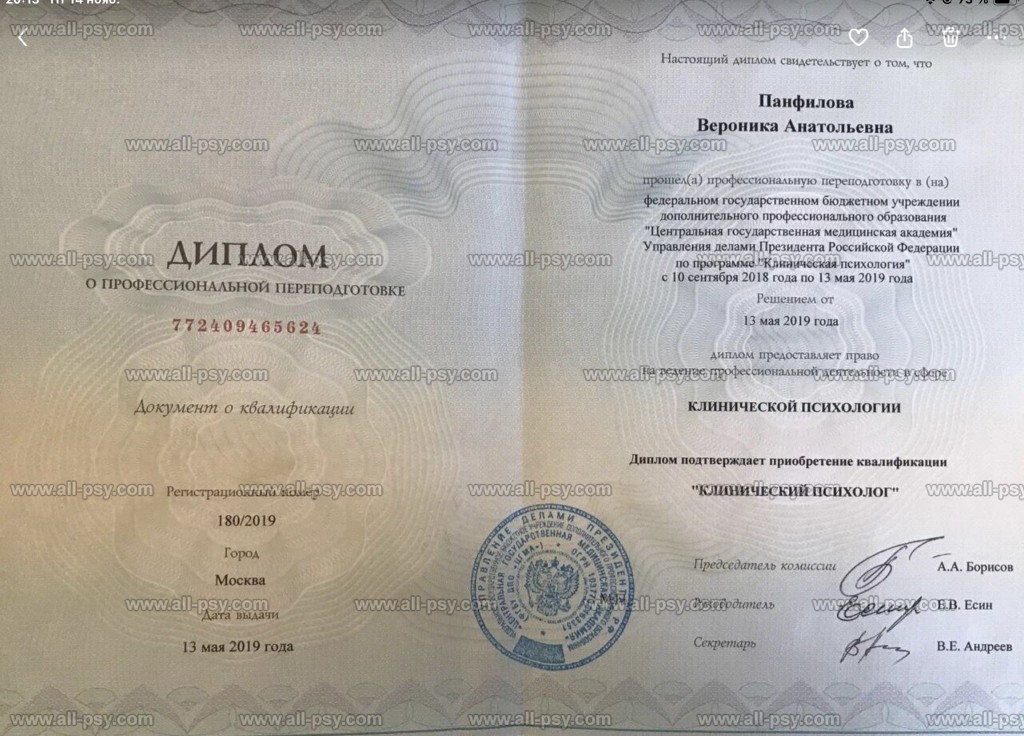 www.all-psy.com
ДИПЛОМ
О ПРОФЕССИОНАЛЬНОЙ ПЕРЕПОДГОТОВКЕ
772409465624
Документ о квалификации
Регистрационный номер
180/2019
Город
Москва
Дата выдачи
13 мая 2019 года
Настоящий диплом свидетельствует о том, что
Панфилова
Вероника Анатольевна
прошел(а) профессиональную переподготовку в (на)
федеральном государственном бюджетном учреждении
дополнительного профессионального образования
"Центральная государственная медицинская академия"
Управления делами Президента Российской Федерации
по программе "Клиническая психология"
с 10 сентября 2018 года по 13 мая 2019 года
Решением от
13 мая 2019 года
диплом предоставляет право
на ведение профессиональной деятельности в сфере
КЛИНИЧЕСКОЙ ПСИХОЛОГИИ
Диплом подтверждает приобретение квалификации
"КЛИНИЧЕСКИЙ ПСИХОЛОГ"
Председатель комиссии А.А. Борисов
Руководитель Е.В. Есин
Секретарь В.Е. Андреев
УПРАВЛЕНИЕ ДЕЛАМИ ПРЕЗИДЕНТА РФ